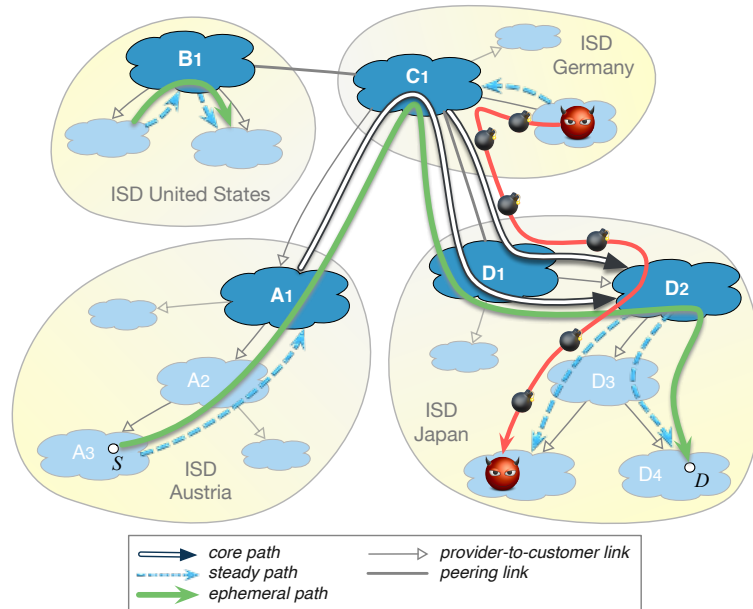 B1
C1
ISD
Germany
ISD United States
D1
D2
A1
A2
D3
A3
S
ISD
Austria
ISD
Japan
D4
D
core path
provider-to-customer link
steady path
peering link
ephemeral path